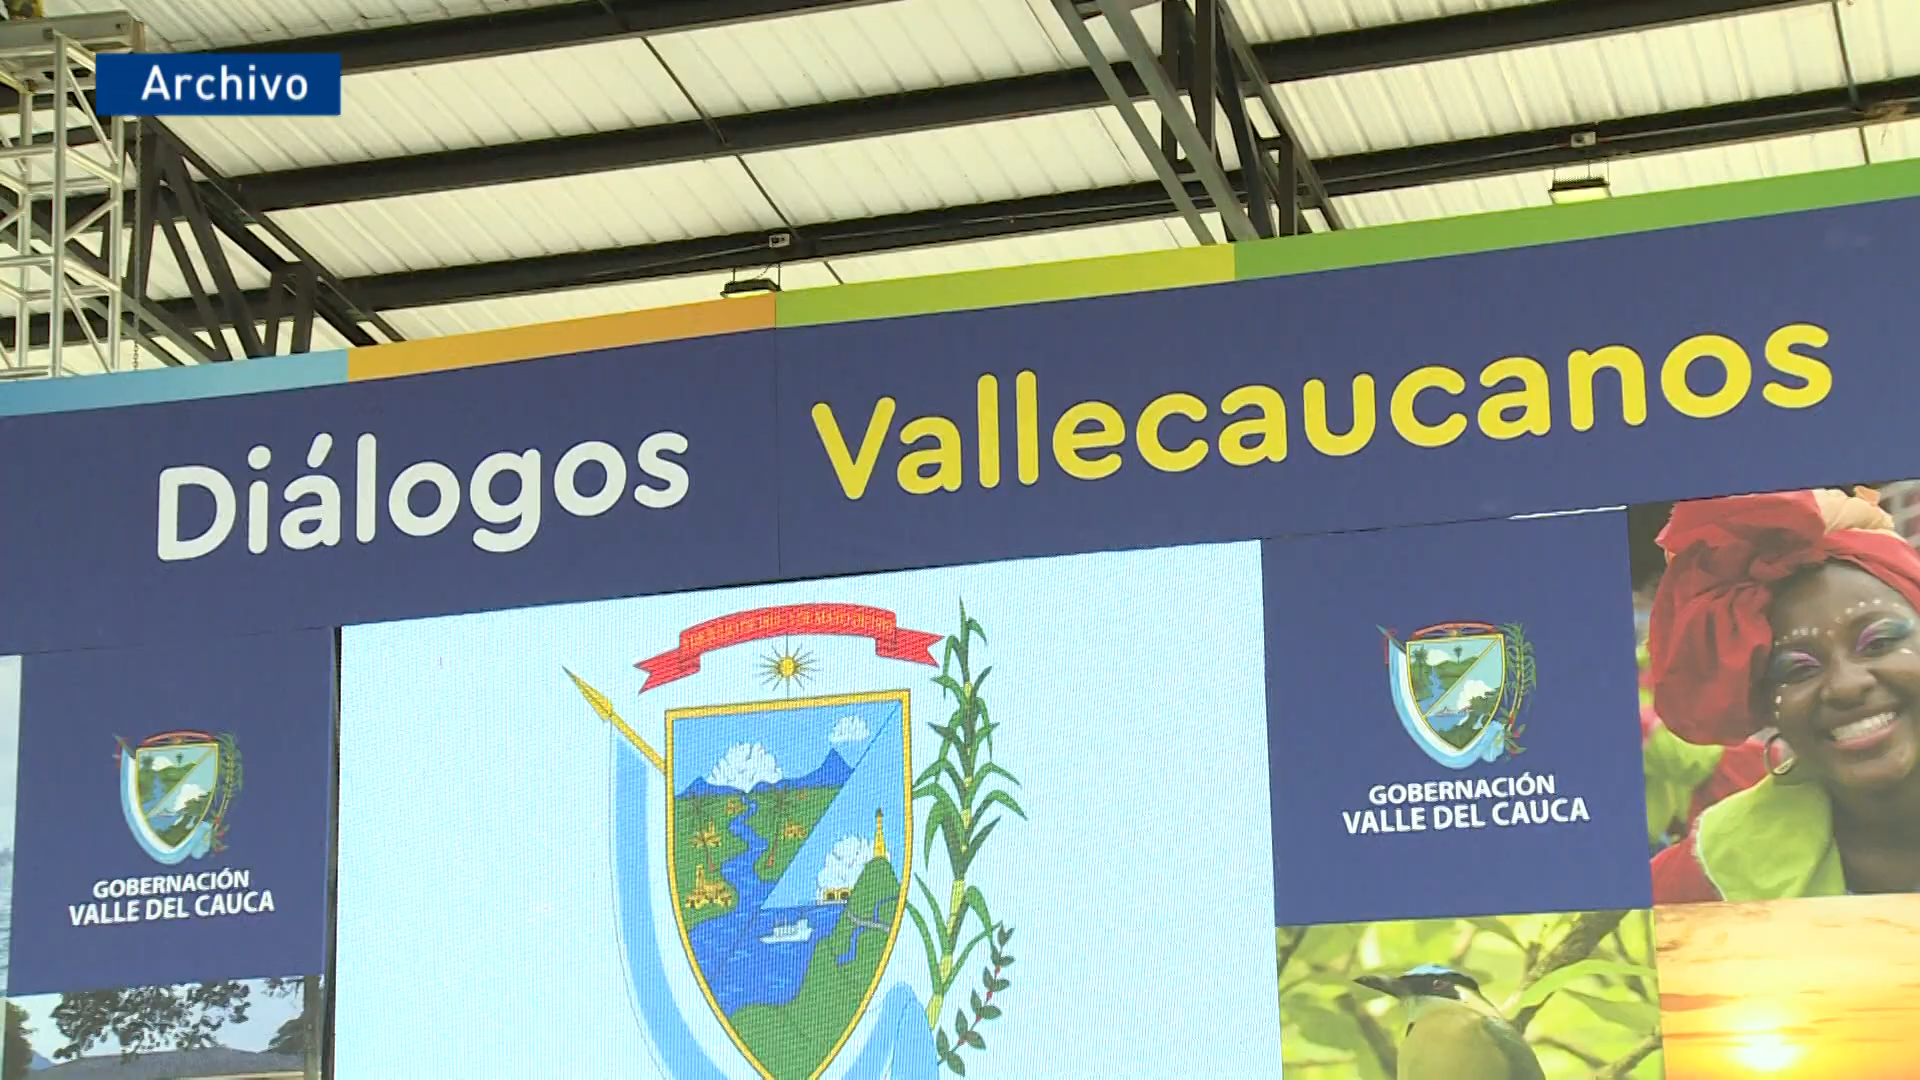 Archivo
Diálogos Vallecaucanos
GOBERNACIÓN
VALLE DEL CAUCA
GOBERNACIÓN
VALLE DEL CAUCA